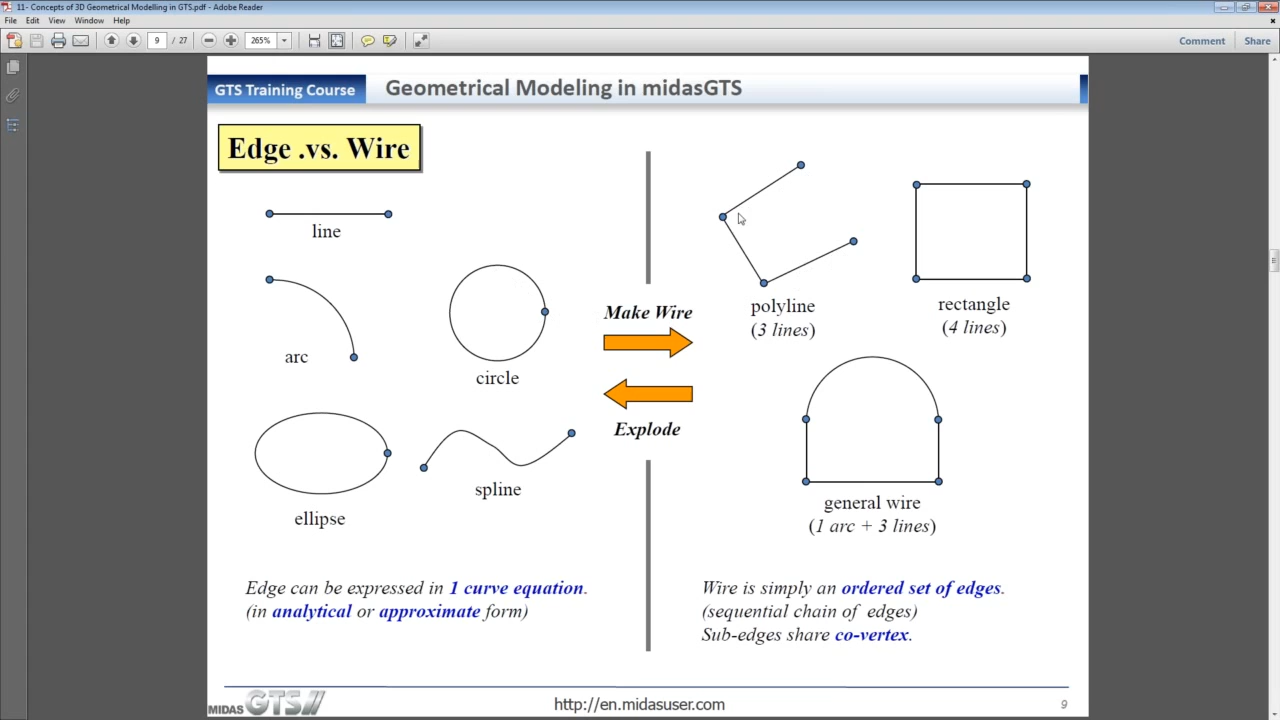 11- Concepts of 3D Geometrical Modelling in GTS.pdf - Adobe Reader
File Edit View Window Help
9 / 27 265% Comment Share
GTS Training Course
Geometrical Modeling in midasGTS
Edge .vs. Wire
line
arc
circle
ellipse
spline
Make Wire
Explode
polyline
(3 lines)
rectangle
(4 lines)
general wire
(1 arc + 3 lines)
Edge can be expressed in 1 curve equation.
(in analytical or approximate form)
Wire is simply an ordered set of edges.
(sequential chain of edges)
Sub-edges share co-vertex.
MIDAS GTS
http://en.midasuser.com
9